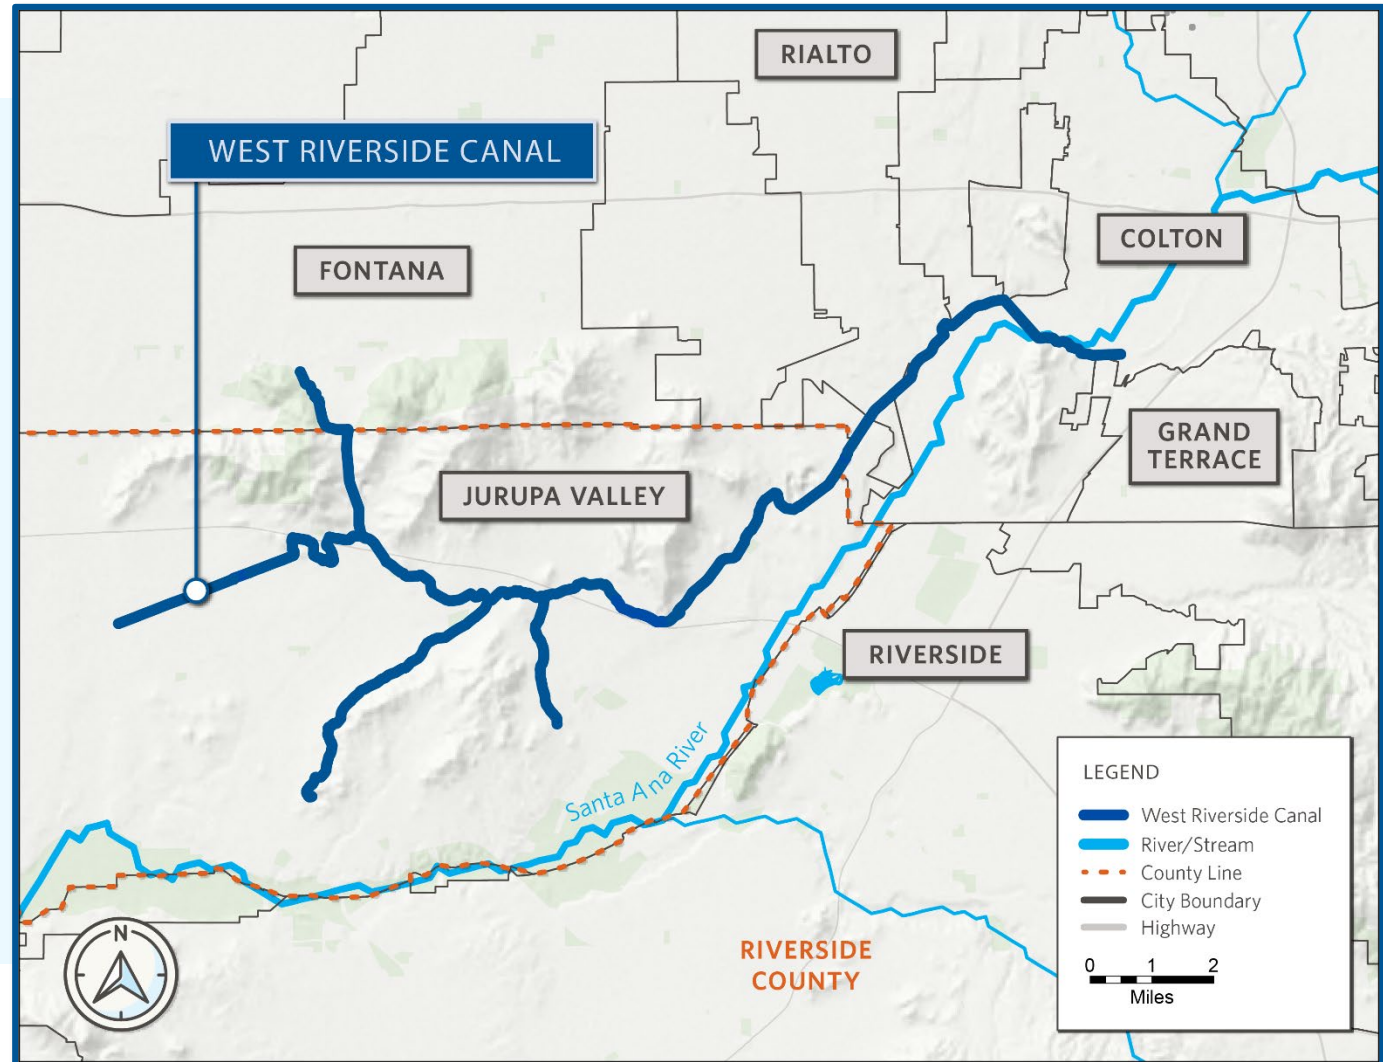 RIALTO
WEST RIVERSIDE CANAL
COLTON
FONTANA
GRAND
TERRACE
JURUPA VALLEY
RIVERSIDE
Santa Ana River
LEGEND
West Riverside Canal
River/Stream
County Line
City Boundary
Highway
0 1 2
Miles
N
RIVERSIDE
COUNTY